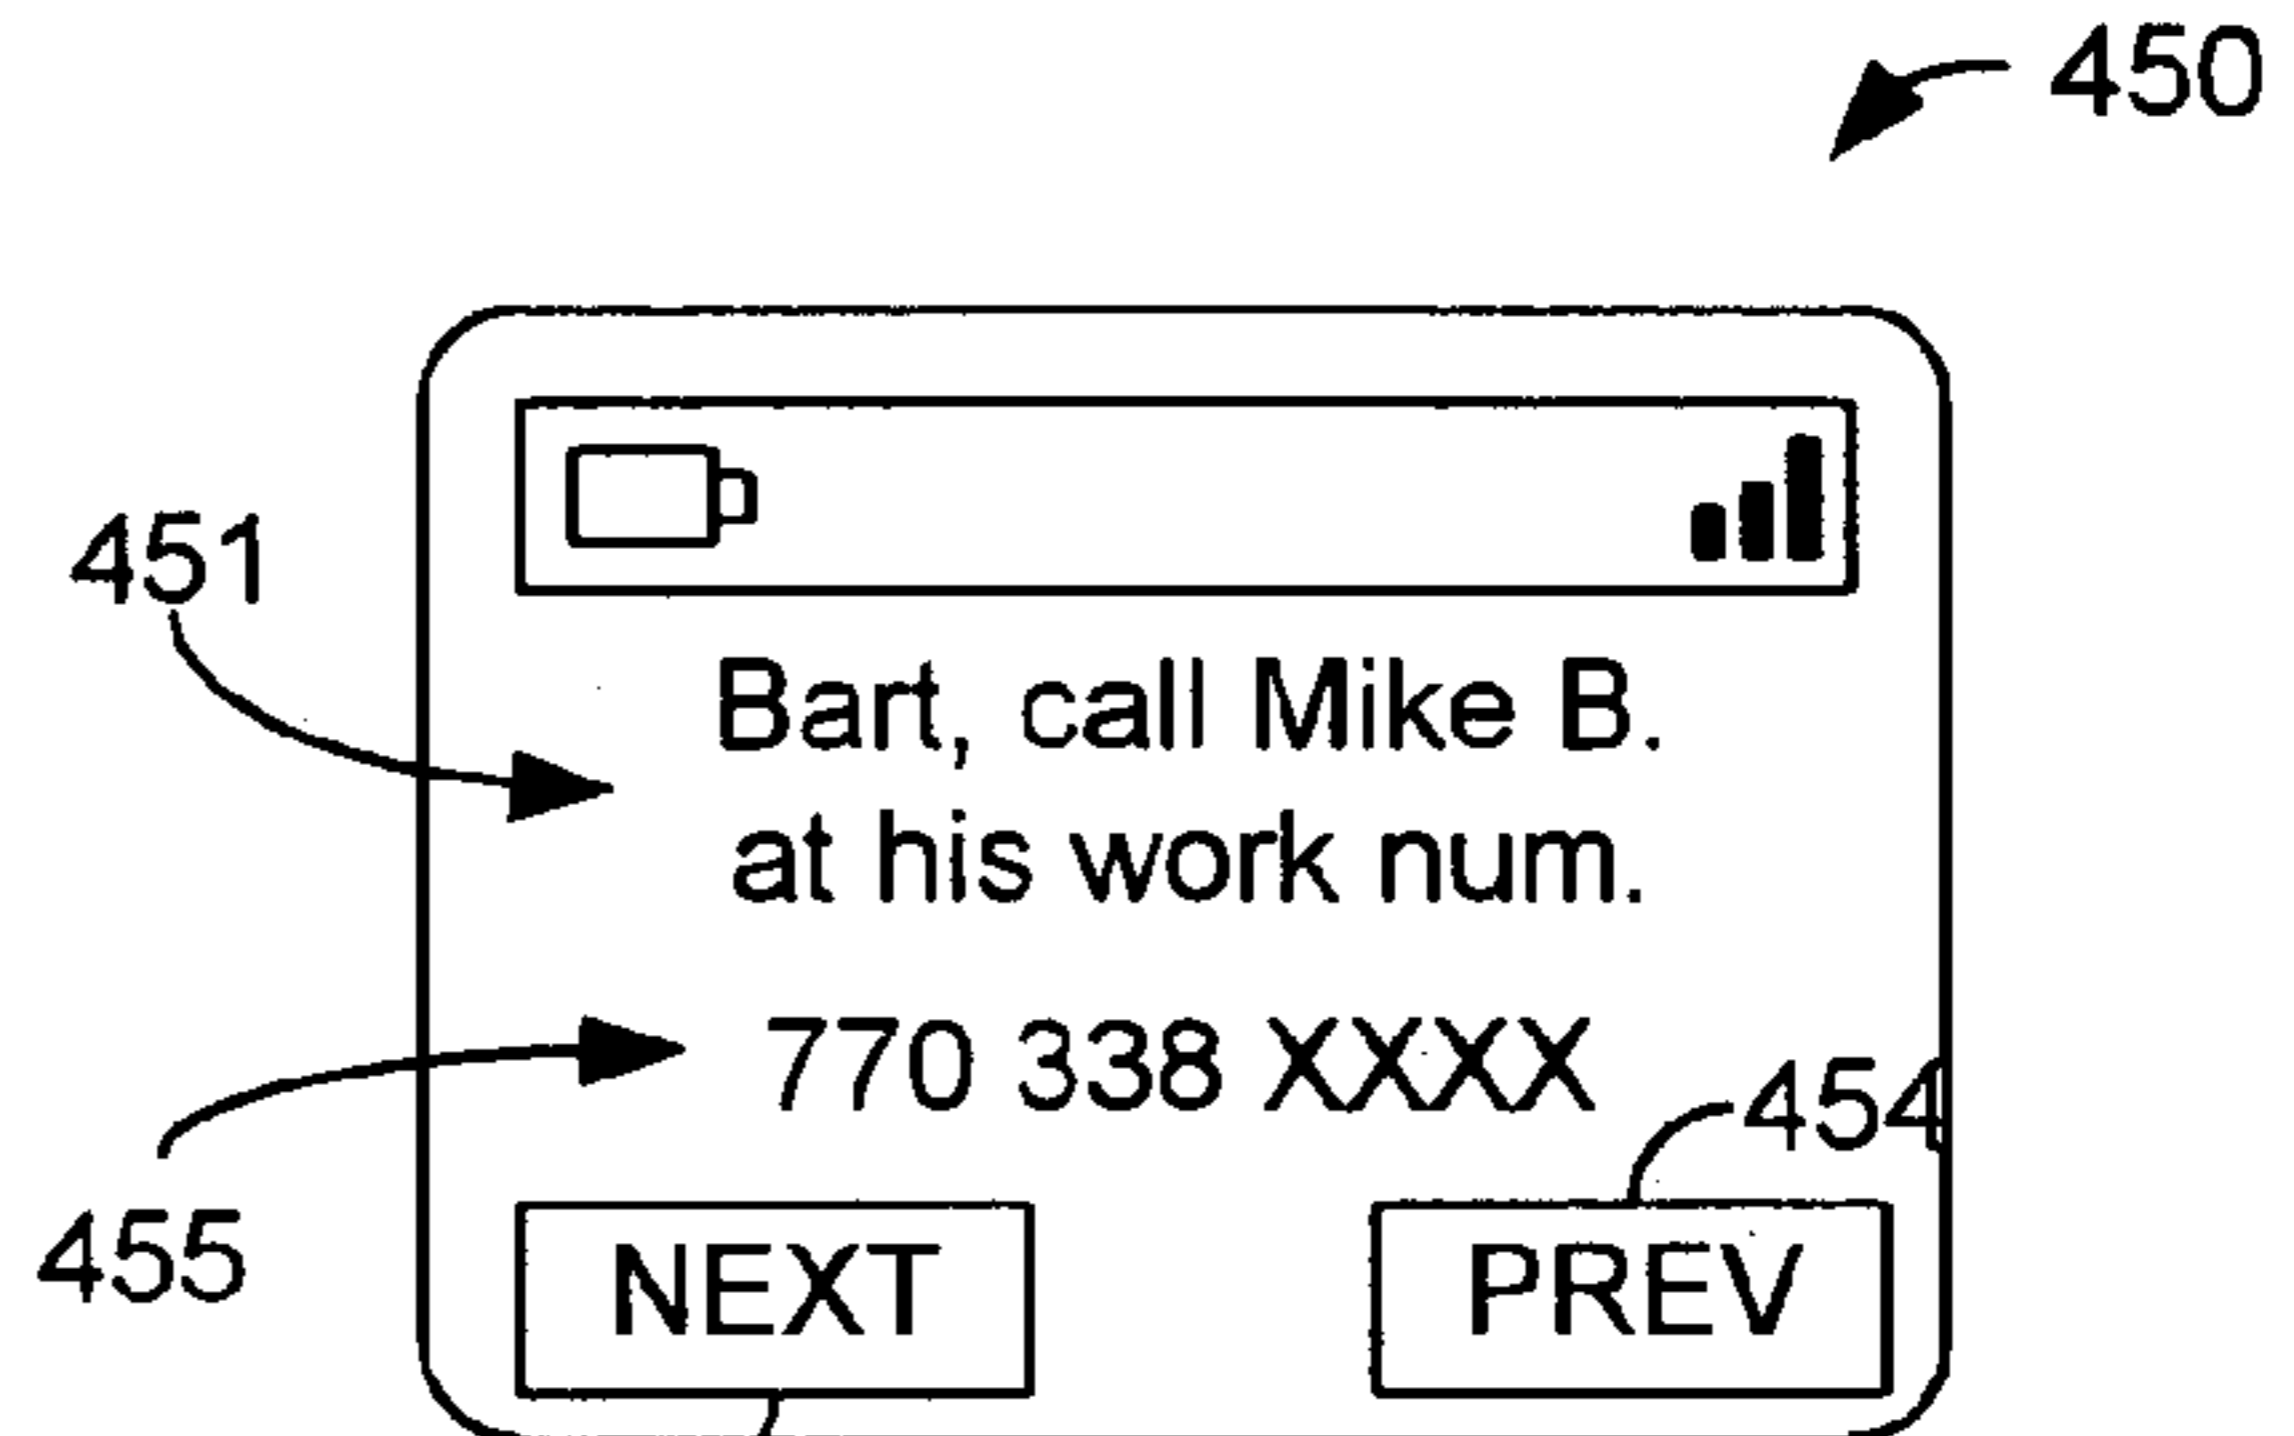 450
451
Bart, call Mike B.
at his work num.
770 338 XXXX
454
455
NEXT PREV